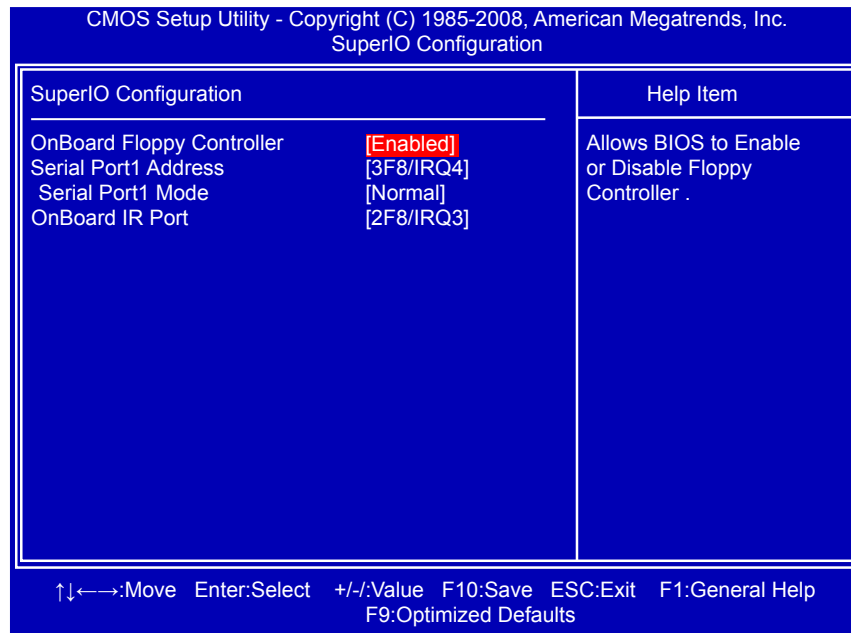 CMOS Setup Utility - Copyright (C) 1985-2008, American Megatrends, Inc.
SuperIO Configuration
SuperIO Configuration
Help Item
OnBoard Floppy Controller [Enabled]
Serial Port1 Address [3F8/IRQ4]
Serial Port1 Mode [Normal]
OnBoard IR Port [2F8/IRQ3]
Allows BIOS to Enable
or Disable Floppy
Controller .
↑↓←→:Move Enter:Select +/-/:Value F10:Save ESC:Exit F1:General Help
F9:Optimized Defaults